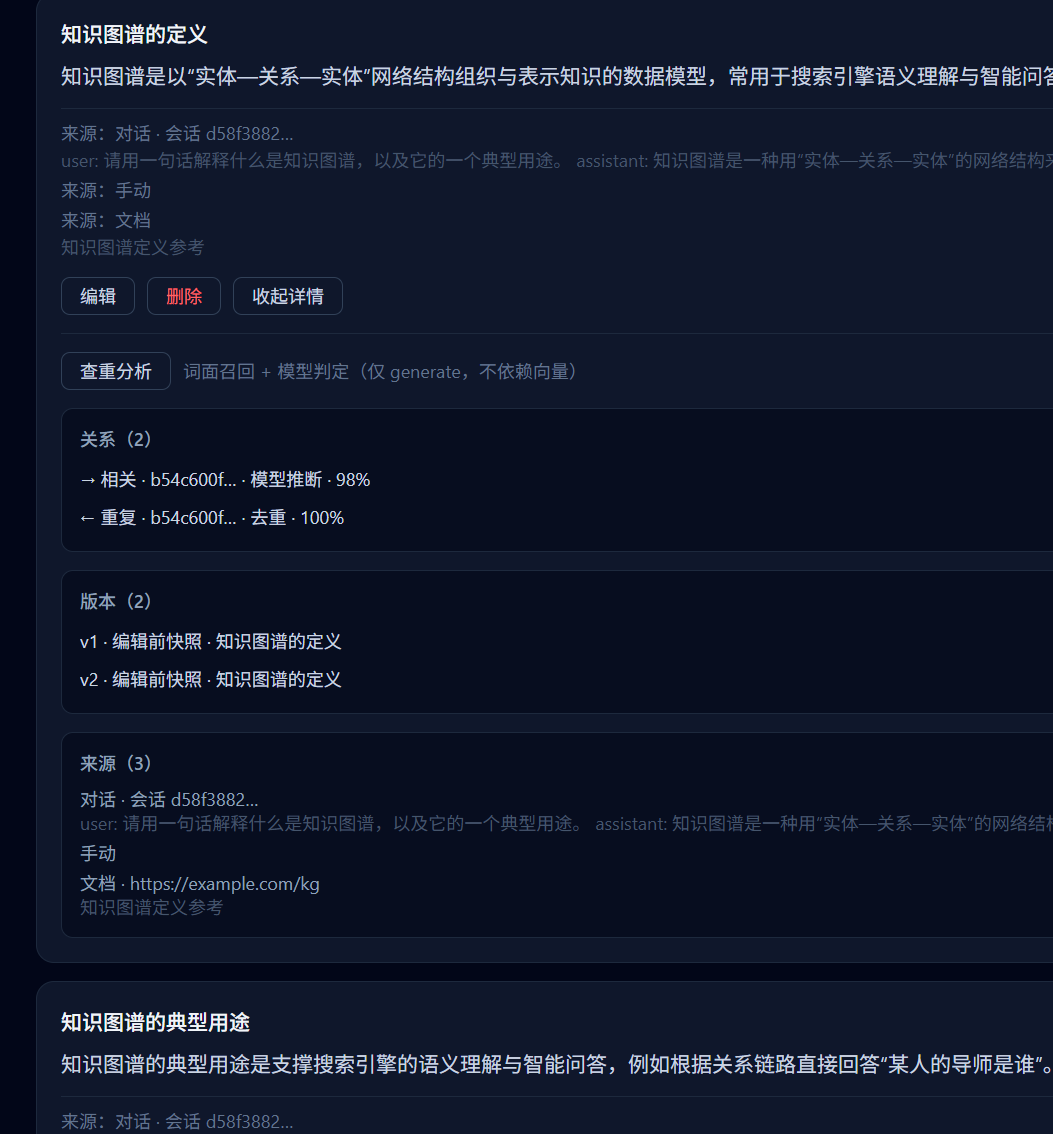 知识图谱的定义
知识图谱是以“实体—关系—实体”网络结构组织与表示知识的数据模型，常用于搜索引擎语义理解与智能问答
来源：对话 · 会话 d58f3882...
user: 请用一句话解释什么是知识图谱，以及它的一个典型用途。 assistant: 知识图谱是一种用“实体—关系—实体”的网络结构来
来源：手动
来源：文档
知识图谱定义参考
编辑 删除 收起详情
查重分析 词面召回 + 模型判定（仅 generate，不依赖向量）
关系（2）
→ 相关 · b54c600f... · 模型推断 · 98%
← 重复 · b54c600f... · 去重 · 100%
版本（2）
v1 · 编辑前快照 · 知识图谱的定义
v2 · 编辑前快照 · 知识图谱的定义
来源（3）
对话 · 会话 d58f3882...
user: 请用一句话解释什么是知识图谱，以及它的一个典型用途。 assistant: 知识图谱是一种用“实体—关系—实体”的网络结构
手动
文档 · https://example.com/kg
知识图谱定义参考
知识图谱的典型用途
知识图谱的典型用途是支撑搜索引擎的语义理解与智能问答，例如根据关系链路直接回答“某人的导师是谁”。
来源：对话 · 会话 d58f3882...